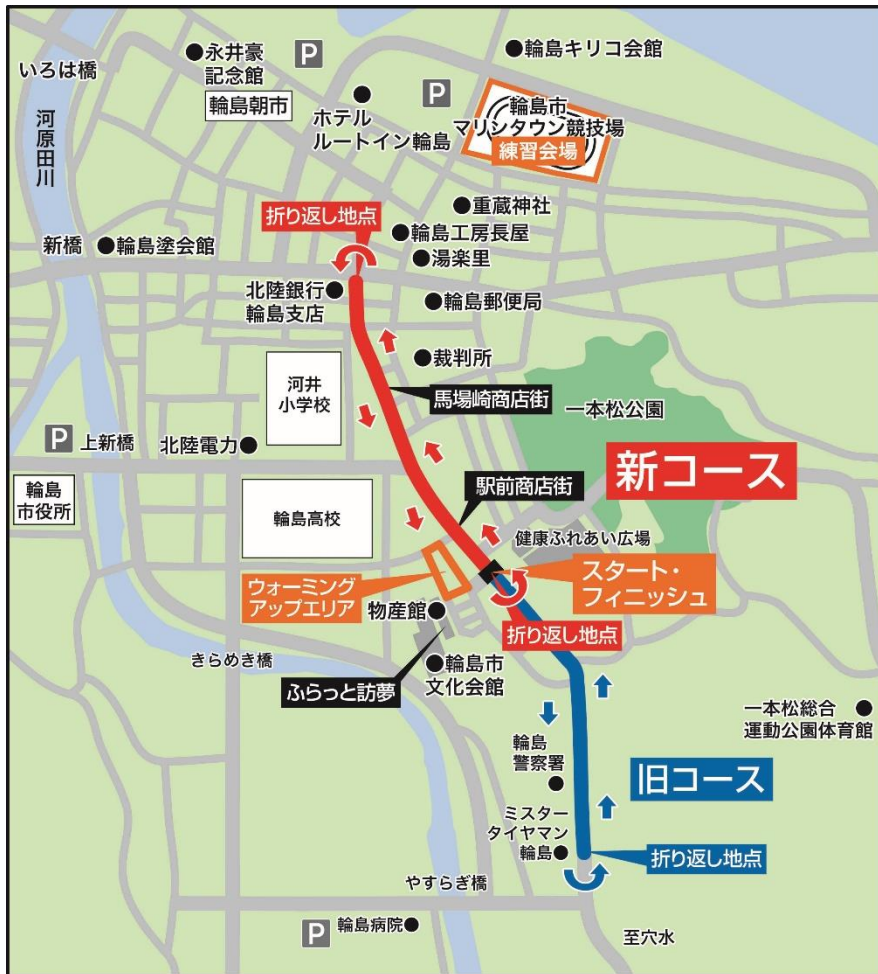 いろは橋
永井豪
記念館
P
輪島キリコ会館
輪島朝市
ホテル
ルートイン輪島
P
輪島市
マリンタウン競技場
練習会場
河原田川
重蔵神社
折り返し地点
輪島工房長屋
新橋
輪島塗会館
湯楽里
北陸銀行
輪島支店
輪島郵便局
裁判所
河井
小学校
馬場崎商店街
一本松公園
P
上新橋
北陸電力
新コース
輪島
市役所
輪島高校
駅前商店街
健康ふれあい広場
ウォーミング
アップエリア
スタート・
フィニッシュ
物産館
折り返し地点
きらめき橋
輪島市
文化会館
ふらっと訪夢
一本松総合
運動公園体育館
輪島
警察署
旧コース
ミスター
タイヤマン
輪島
折り返し地点
やすらぎ橋
P
輪島病院
至穴水